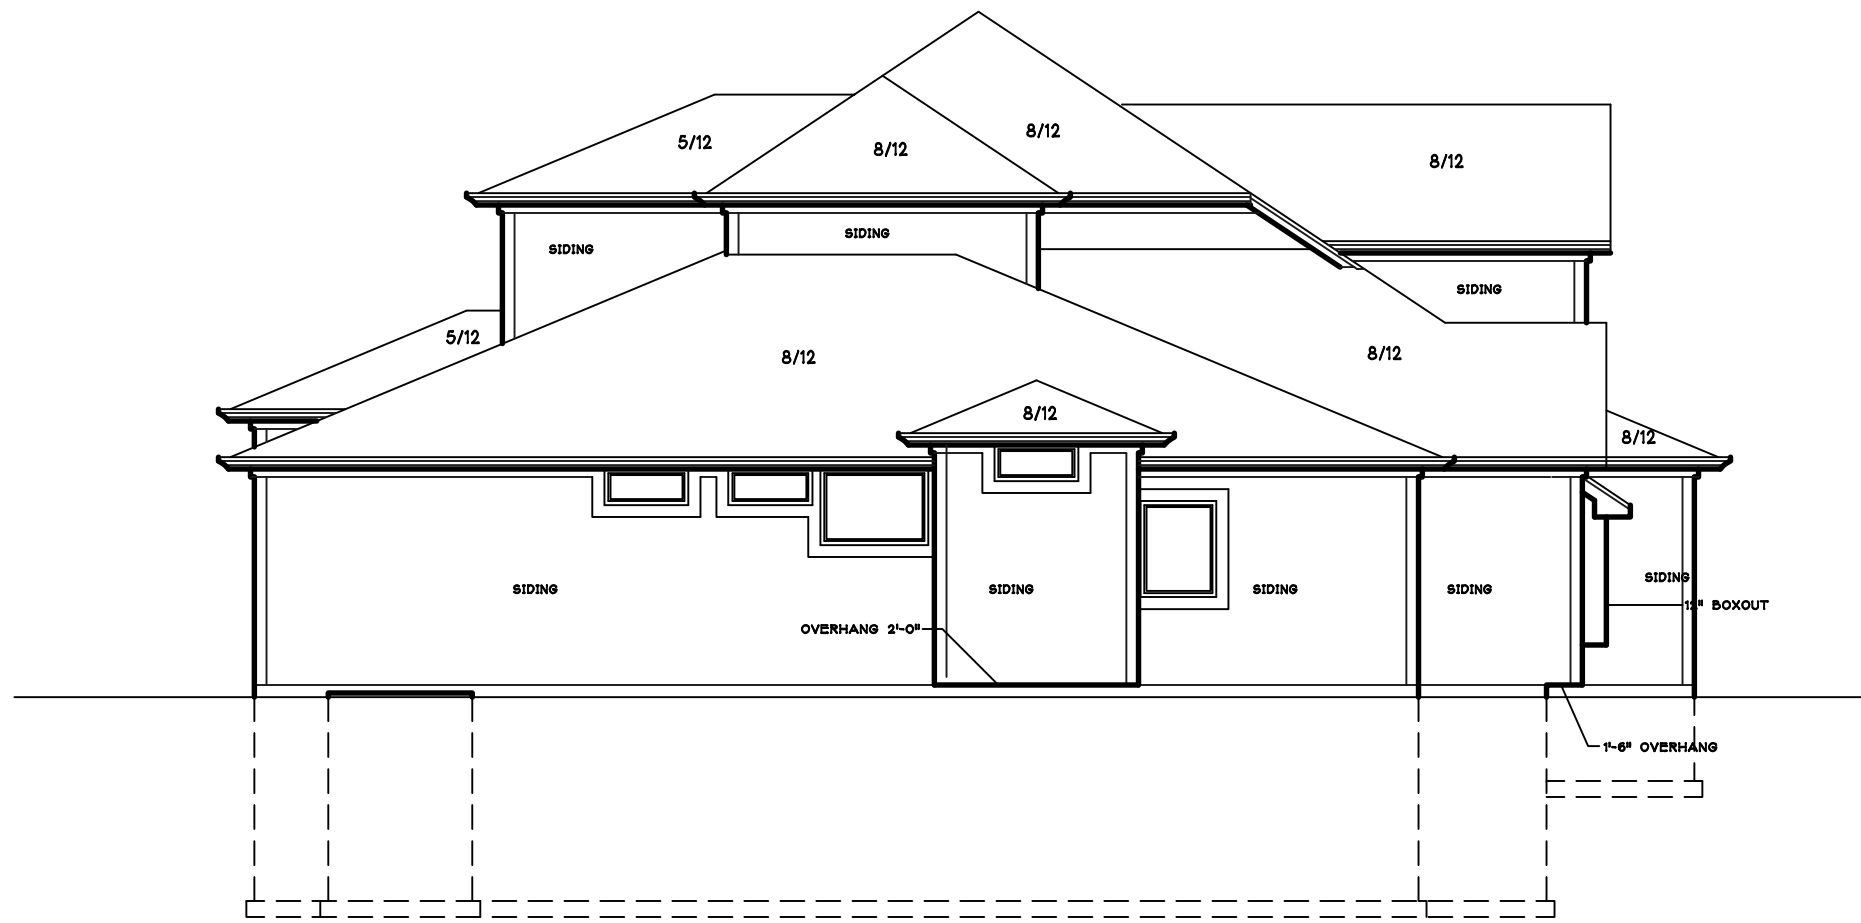 8/12
5/12
8/12
8/12
SIDING
SIDING
SIDING
5/12
8/12
8/12
8/12
8/12
SIDING
SIDING
SIDING
SIDING
SIDING
12" BOXOUT
OVERHANG 2'-0"
1'-6" OVERHANG